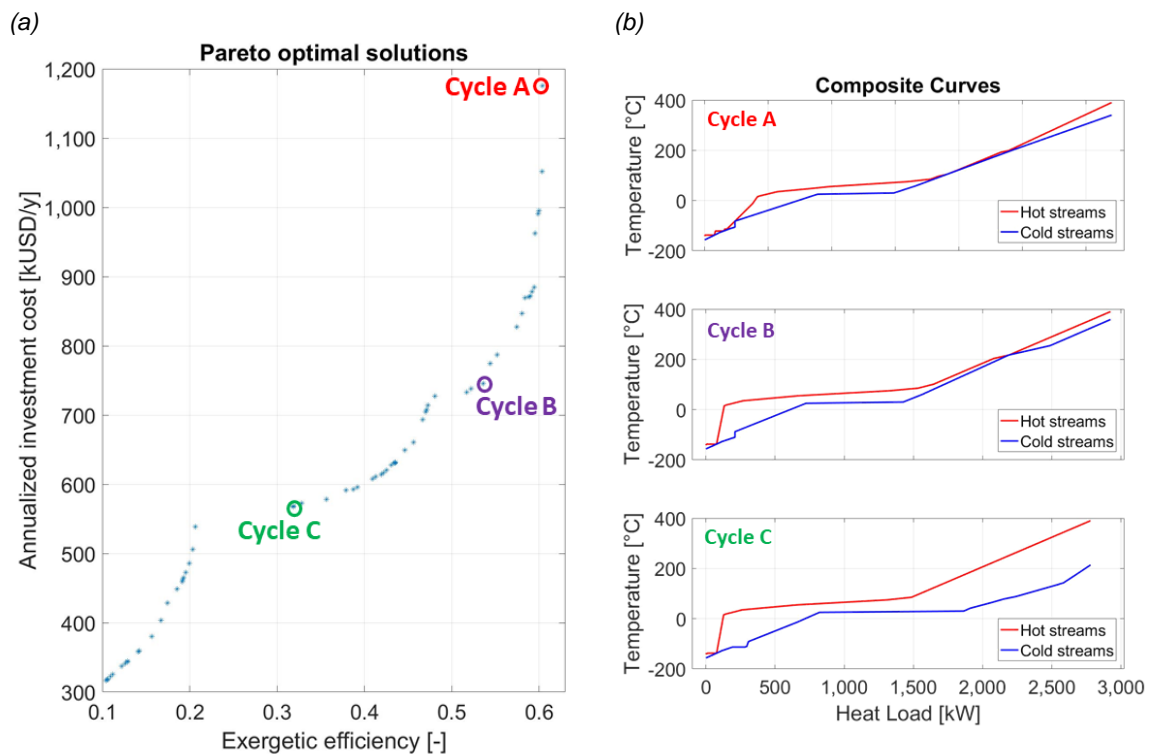 (a)
Pareto optimal solutions
1,200
1,100
1,000
900
800
700
600
500
400
300
Annualized investment cost [kUSD/y]
Cycle A
Cycle B
Cycle C
0.1 0.2 0.3 0.4 0.5 0.6
Exergetic efficiency [-]
(b)
Composite Curves
Cycle A
400
200
0
-200
Temperature [°C]
Hot streams
Cold streams
Cycle B
400
200
0
-200
Temperature [°C]
Hot streams
Cold streams
Cycle C
400
200
0
-200
Temperature [°C]
Hot streams
Cold streams
0 500 1,000 1,500 2,000 2,500 3,000
Heat Load [kW]